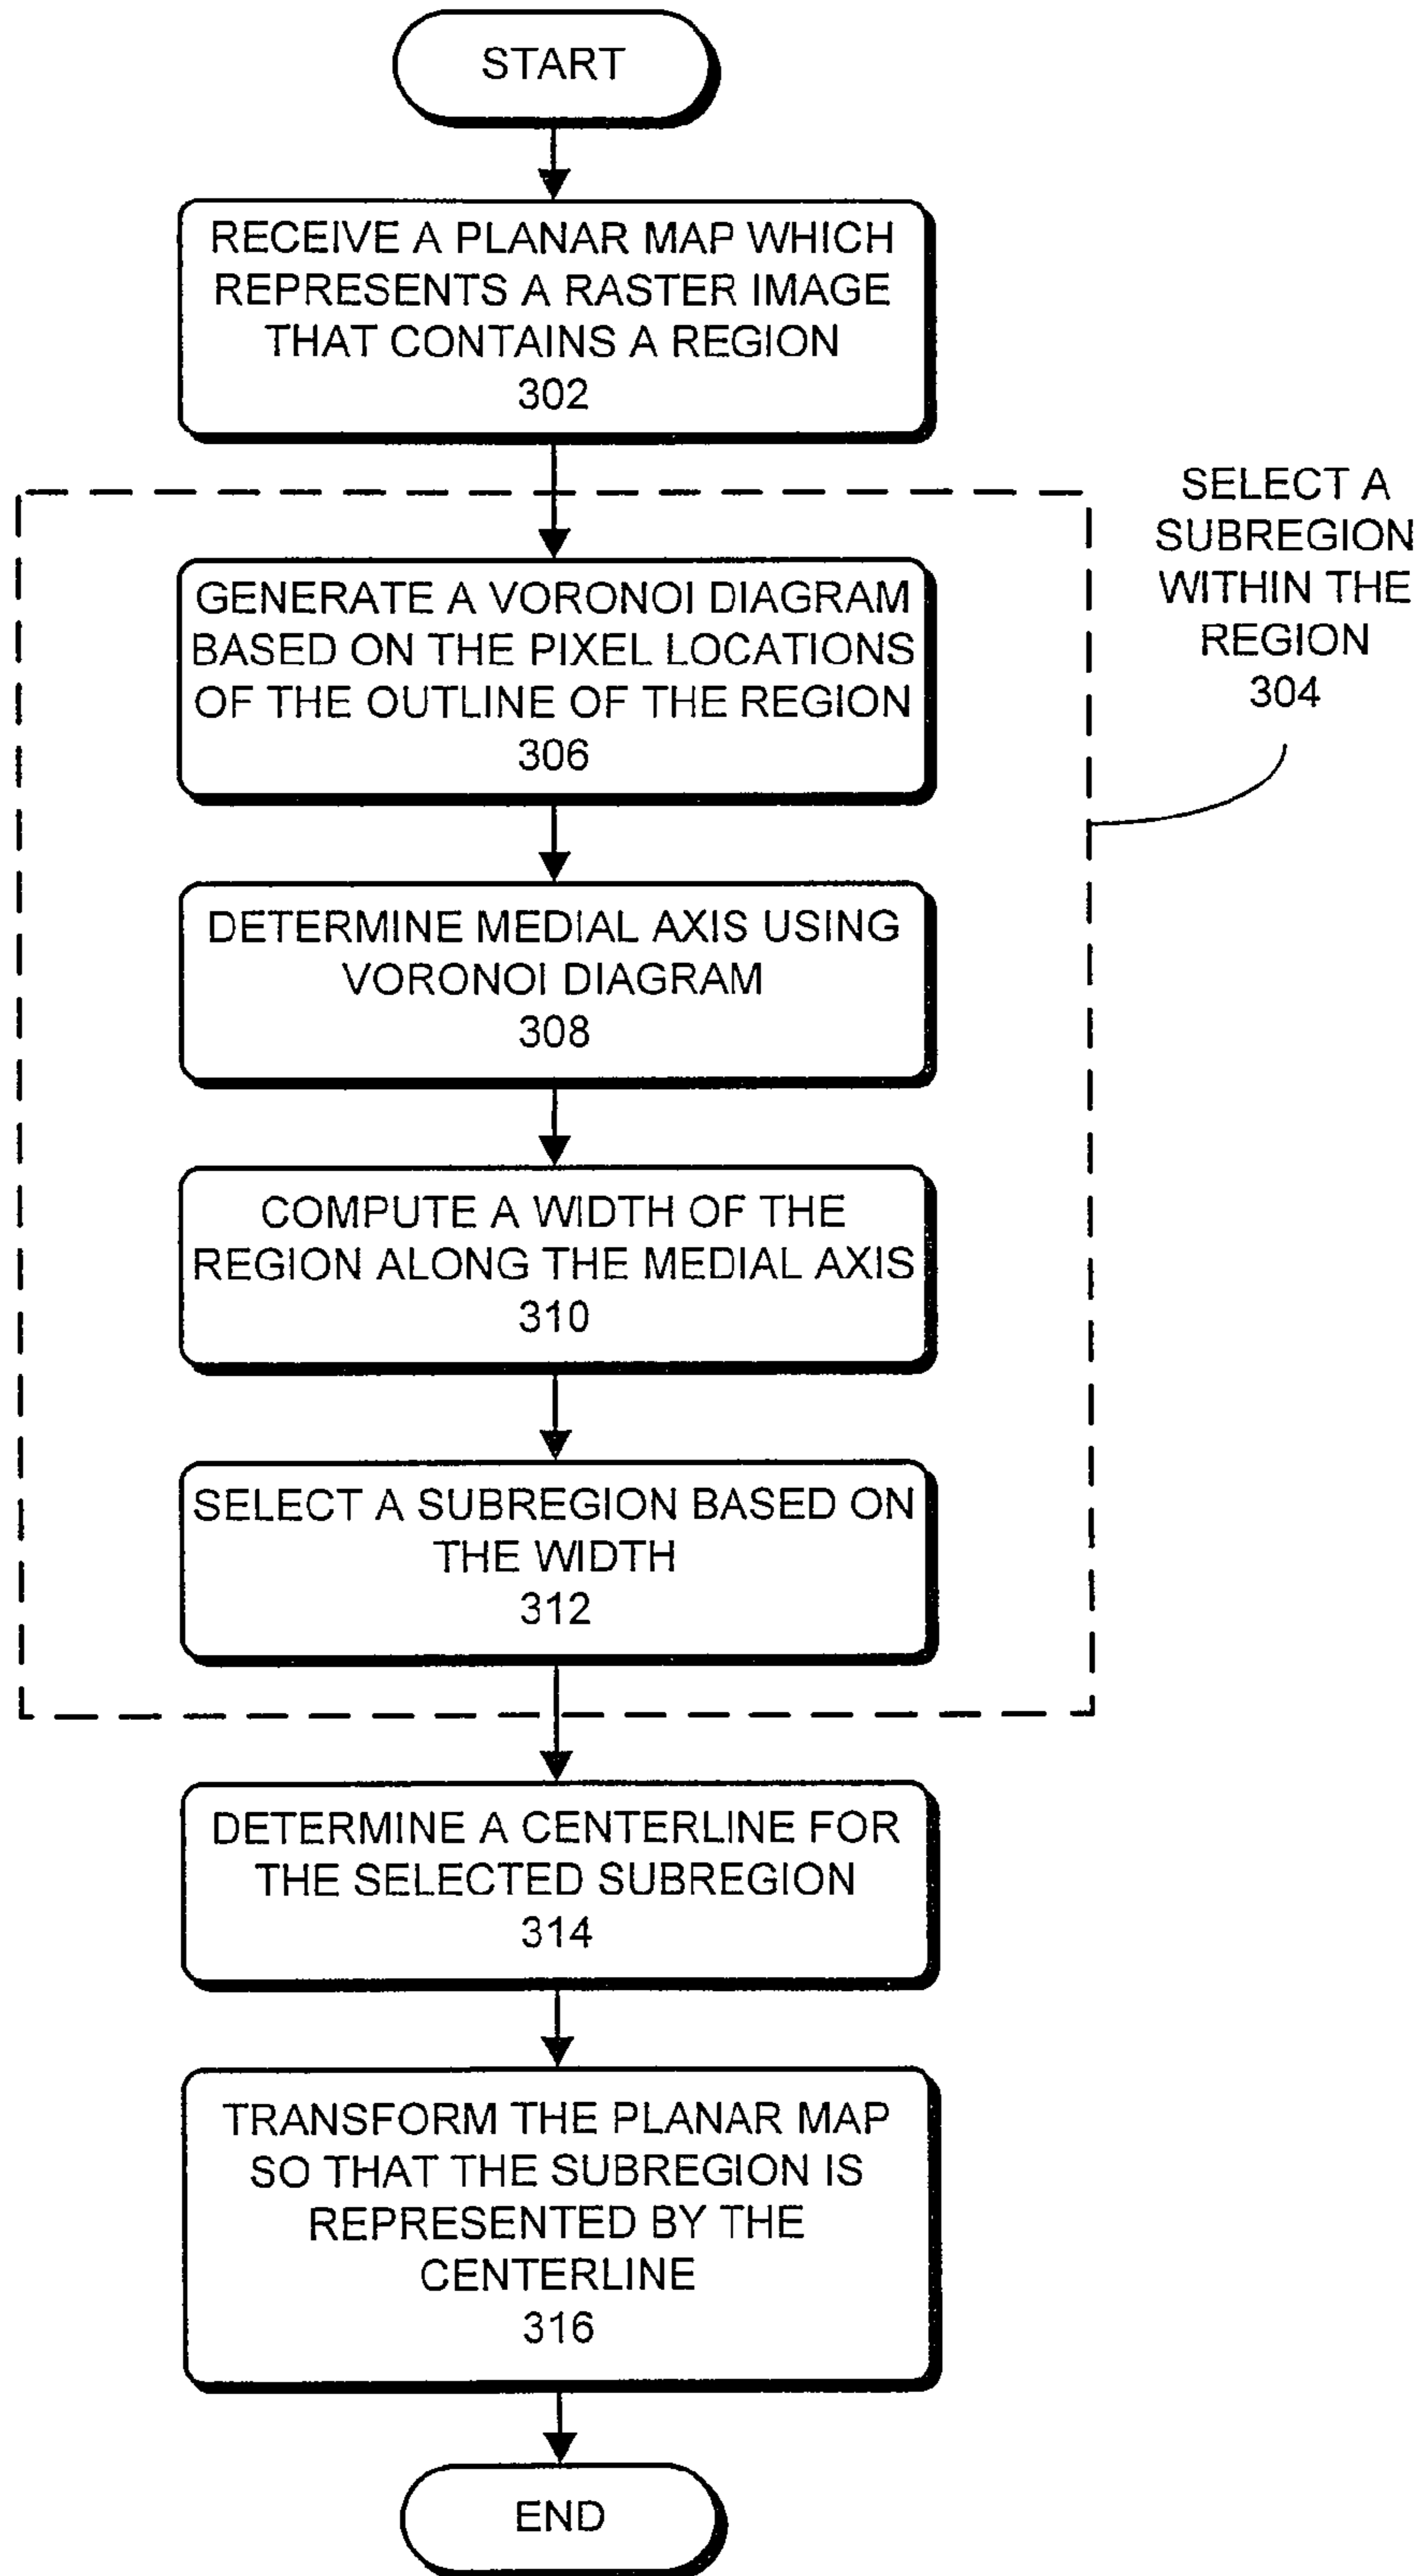 START
RECEIVE A PLANAR MAP WHICH
REPRESENTS A RASTER IMAGE
THAT CONTAINS A REGION
302
SELECT A
SUBREGION
WITHIN THE
REGION
304
GENERATE A VORONOI DIAGRAM
BASED ON THE PIXEL LOCATIONS
OF THE OUTLINE OF THE REGION
306
DETERMINE MEDIAL AXIS USING
VORONOI DIAGRAM
308
COMPUTE A WIDTH OF THE
REGION ALONG THE MEDIAL AXIS
310
SELECT A SUBREGION BASED ON
THE WIDTH
312
DETERMINE A CENTERLINE FOR
THE SELECTED SUBREGION
314
TRANSFORM THE PLANAR MAP
SO THAT THE SUBREGION IS
REPRESENTED BY THE
CENTERLINE
316
END